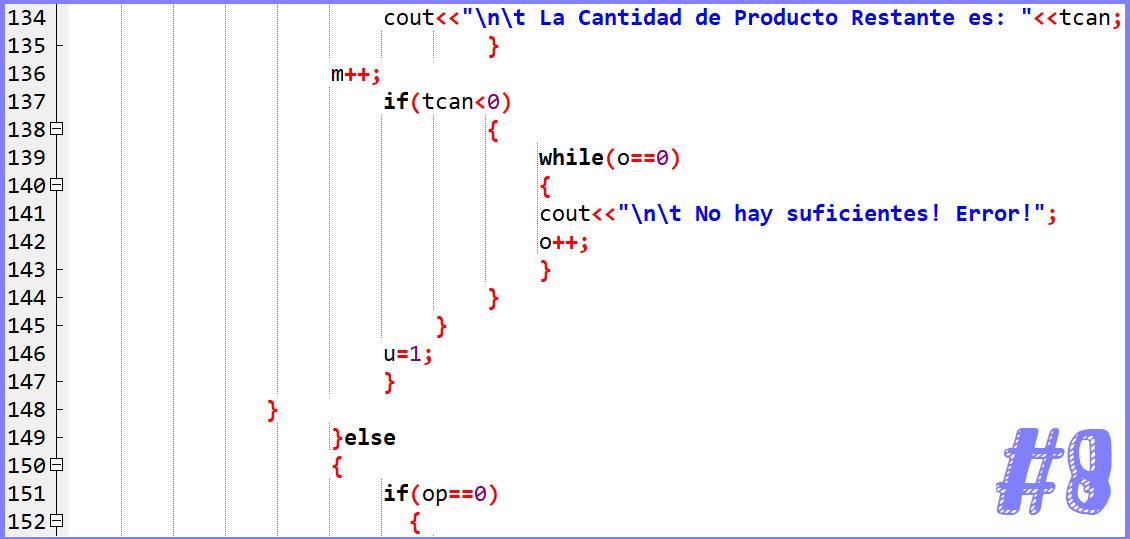 134 cout<<"\n\t La Cantidad de Producto Restante es: "<<tcan;
135 }
136 m++;
137 if(tcan<0)
138 {
139 while(o==0)
140 {
141 cout<<"\n\t No hay suficientes! Error!";
142 o++;
143 }
144 }
145 }
146 u=1;
147 }
148 }
149 }else
150 {
151 if(op==0)
152 {
#8